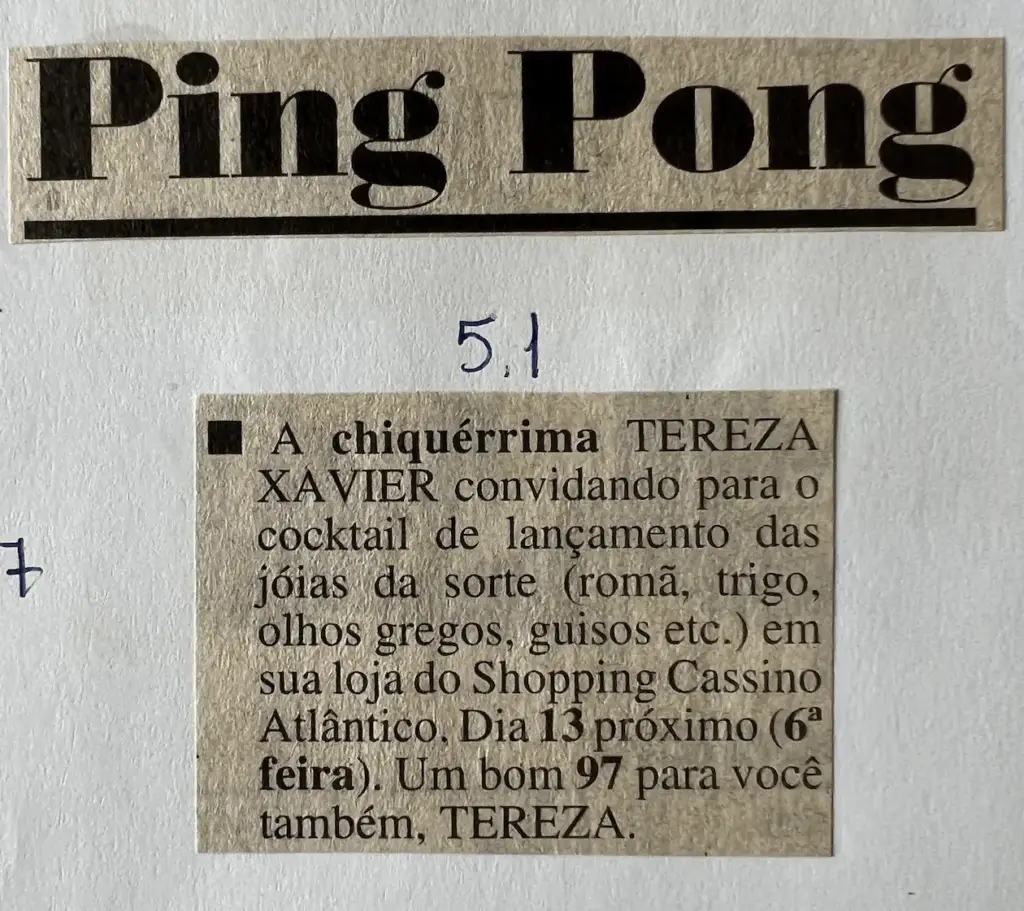 Ping Pong
5.1
7
■ A chiquérrima TEREZA
XAVIER convidando para o
cocktail de lançamento das
jóias da sorte (romã, trigo,
olhos gregos, guisos etc.) em
sua loja do Shopping Cassino
Atlântico. Dia 13 próximo (6ª
feira). Um bom 97 para você
também, TEREZA.